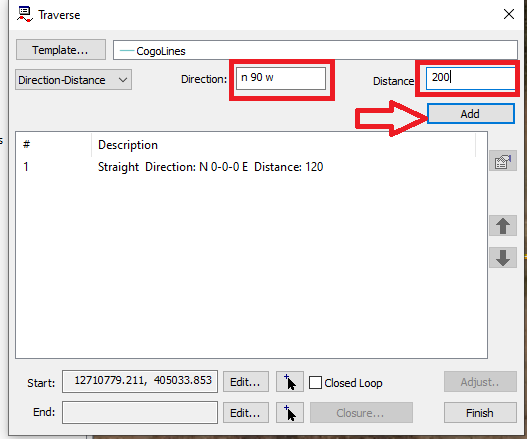 Traverse
Template... CogoLines
Direction-Distance Direction: n 90 w Distance: 200
Add
# Description
1 Straight Direction: N 0-0-0 E Distance: 120
Start: 12710779.211, 405033.853 Edit... Closed Loop Adjust..
End: Edit... Closure... Finish